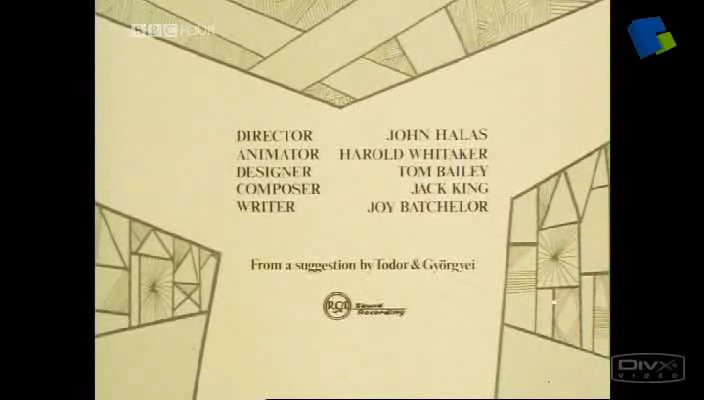 BBC FOUR
DIRECTOR JOHN HALAS
ANIMATOR HAROLD WHITAKER
DESIGNER TOM BAILEY
COMPOSER JACK KING
WRITER JOY BATCHELOR
From a suggestion by Todor & Györgyei
RCA Sound
Recording
DIVX
VIDEO